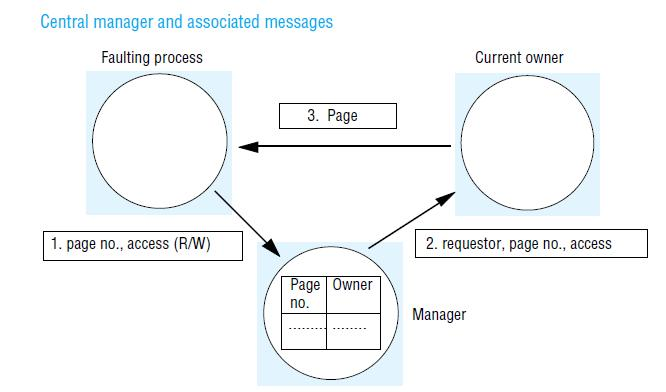 Central manager and associated messages
Faulting process
Current owner
3. Page
1. page no., access (R/W)
2. requestor, page no., access
Page Owner
no.
......... ........
Manager